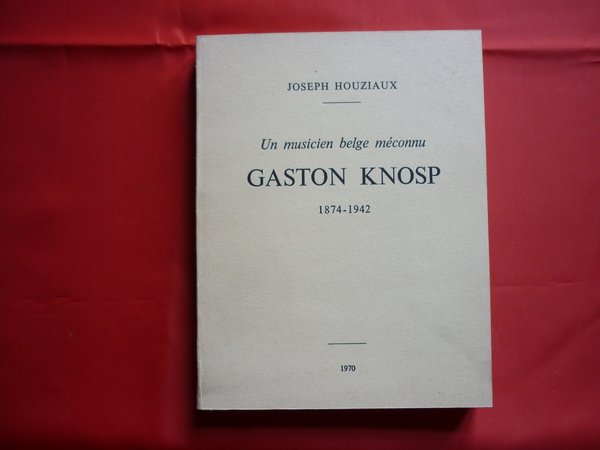 JOSEPH HOUZIAUX
Un musicien belge méconnu
GASTON KNOSP
1874-1942
1970